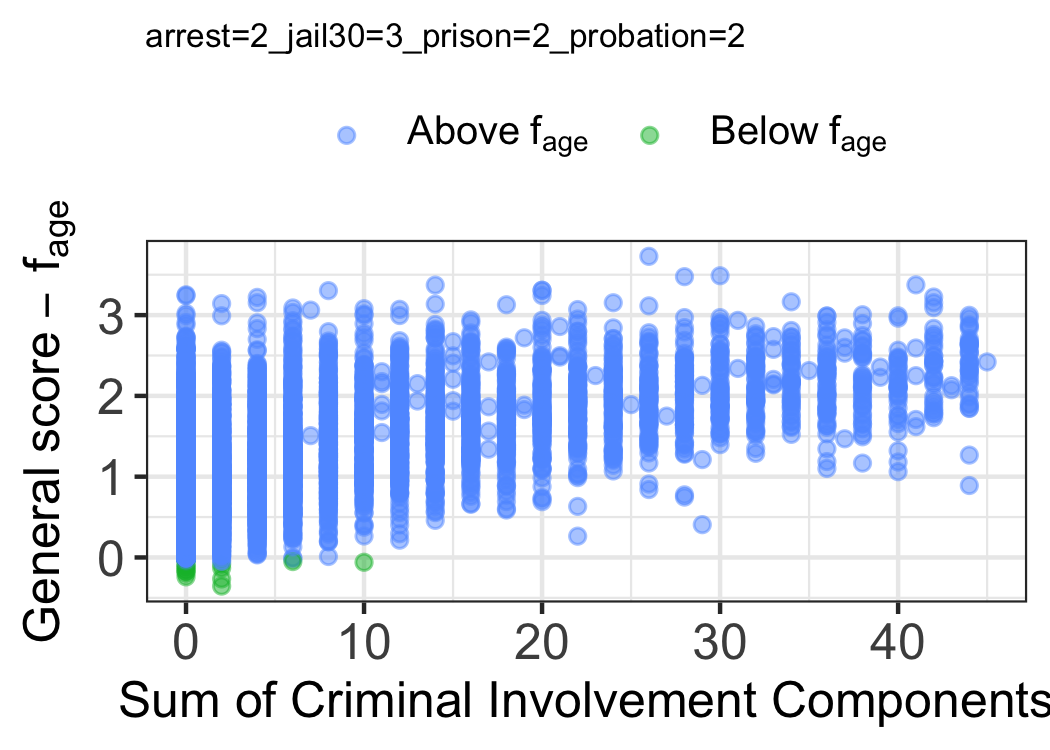 arrest=2_jail30=3_prison=2_probation=2
Above fage
Below fage
General score − fage
3
2
1
0
0
10
20
30
40
Sum of Criminal Involvement Components